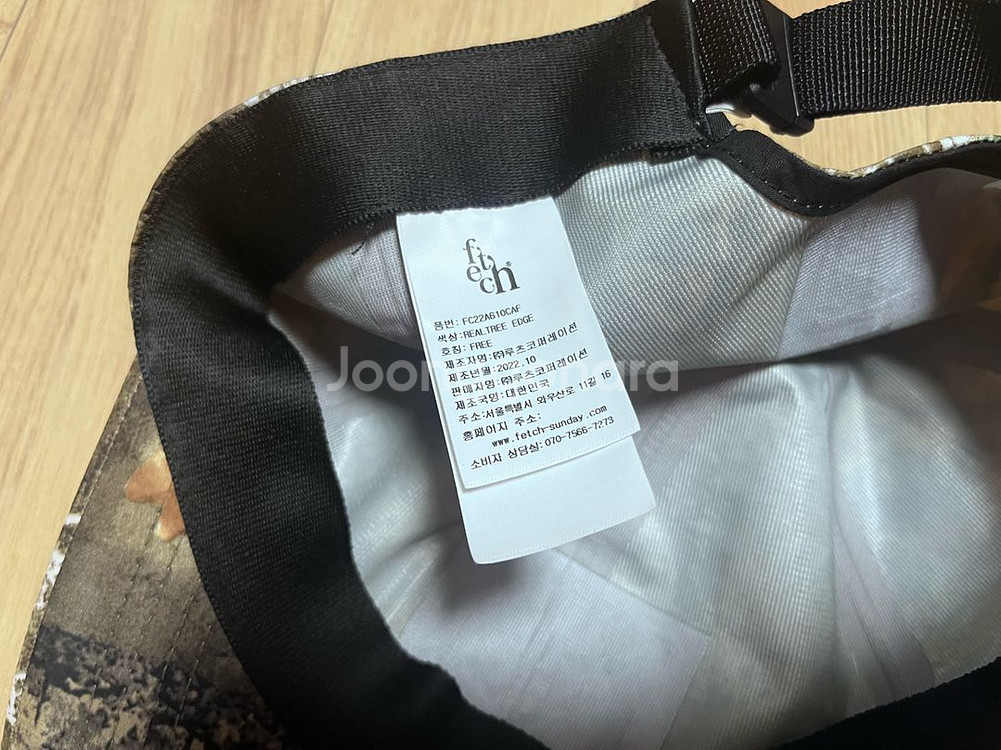 fetch®
품번: FC22A610CAF
색상:REALTREE EDGE
호칭: FREE
제조자명:㈜루츠코퍼레이션
제조년월:2022.10
판매자명:㈜루츠코퍼레이션
제조국명:대한민국
주소:서울특별시 와우산로 11길 16
홈페이지 주소:
www.fetch-sunday.com
소비자 상담실:070-7566-7273